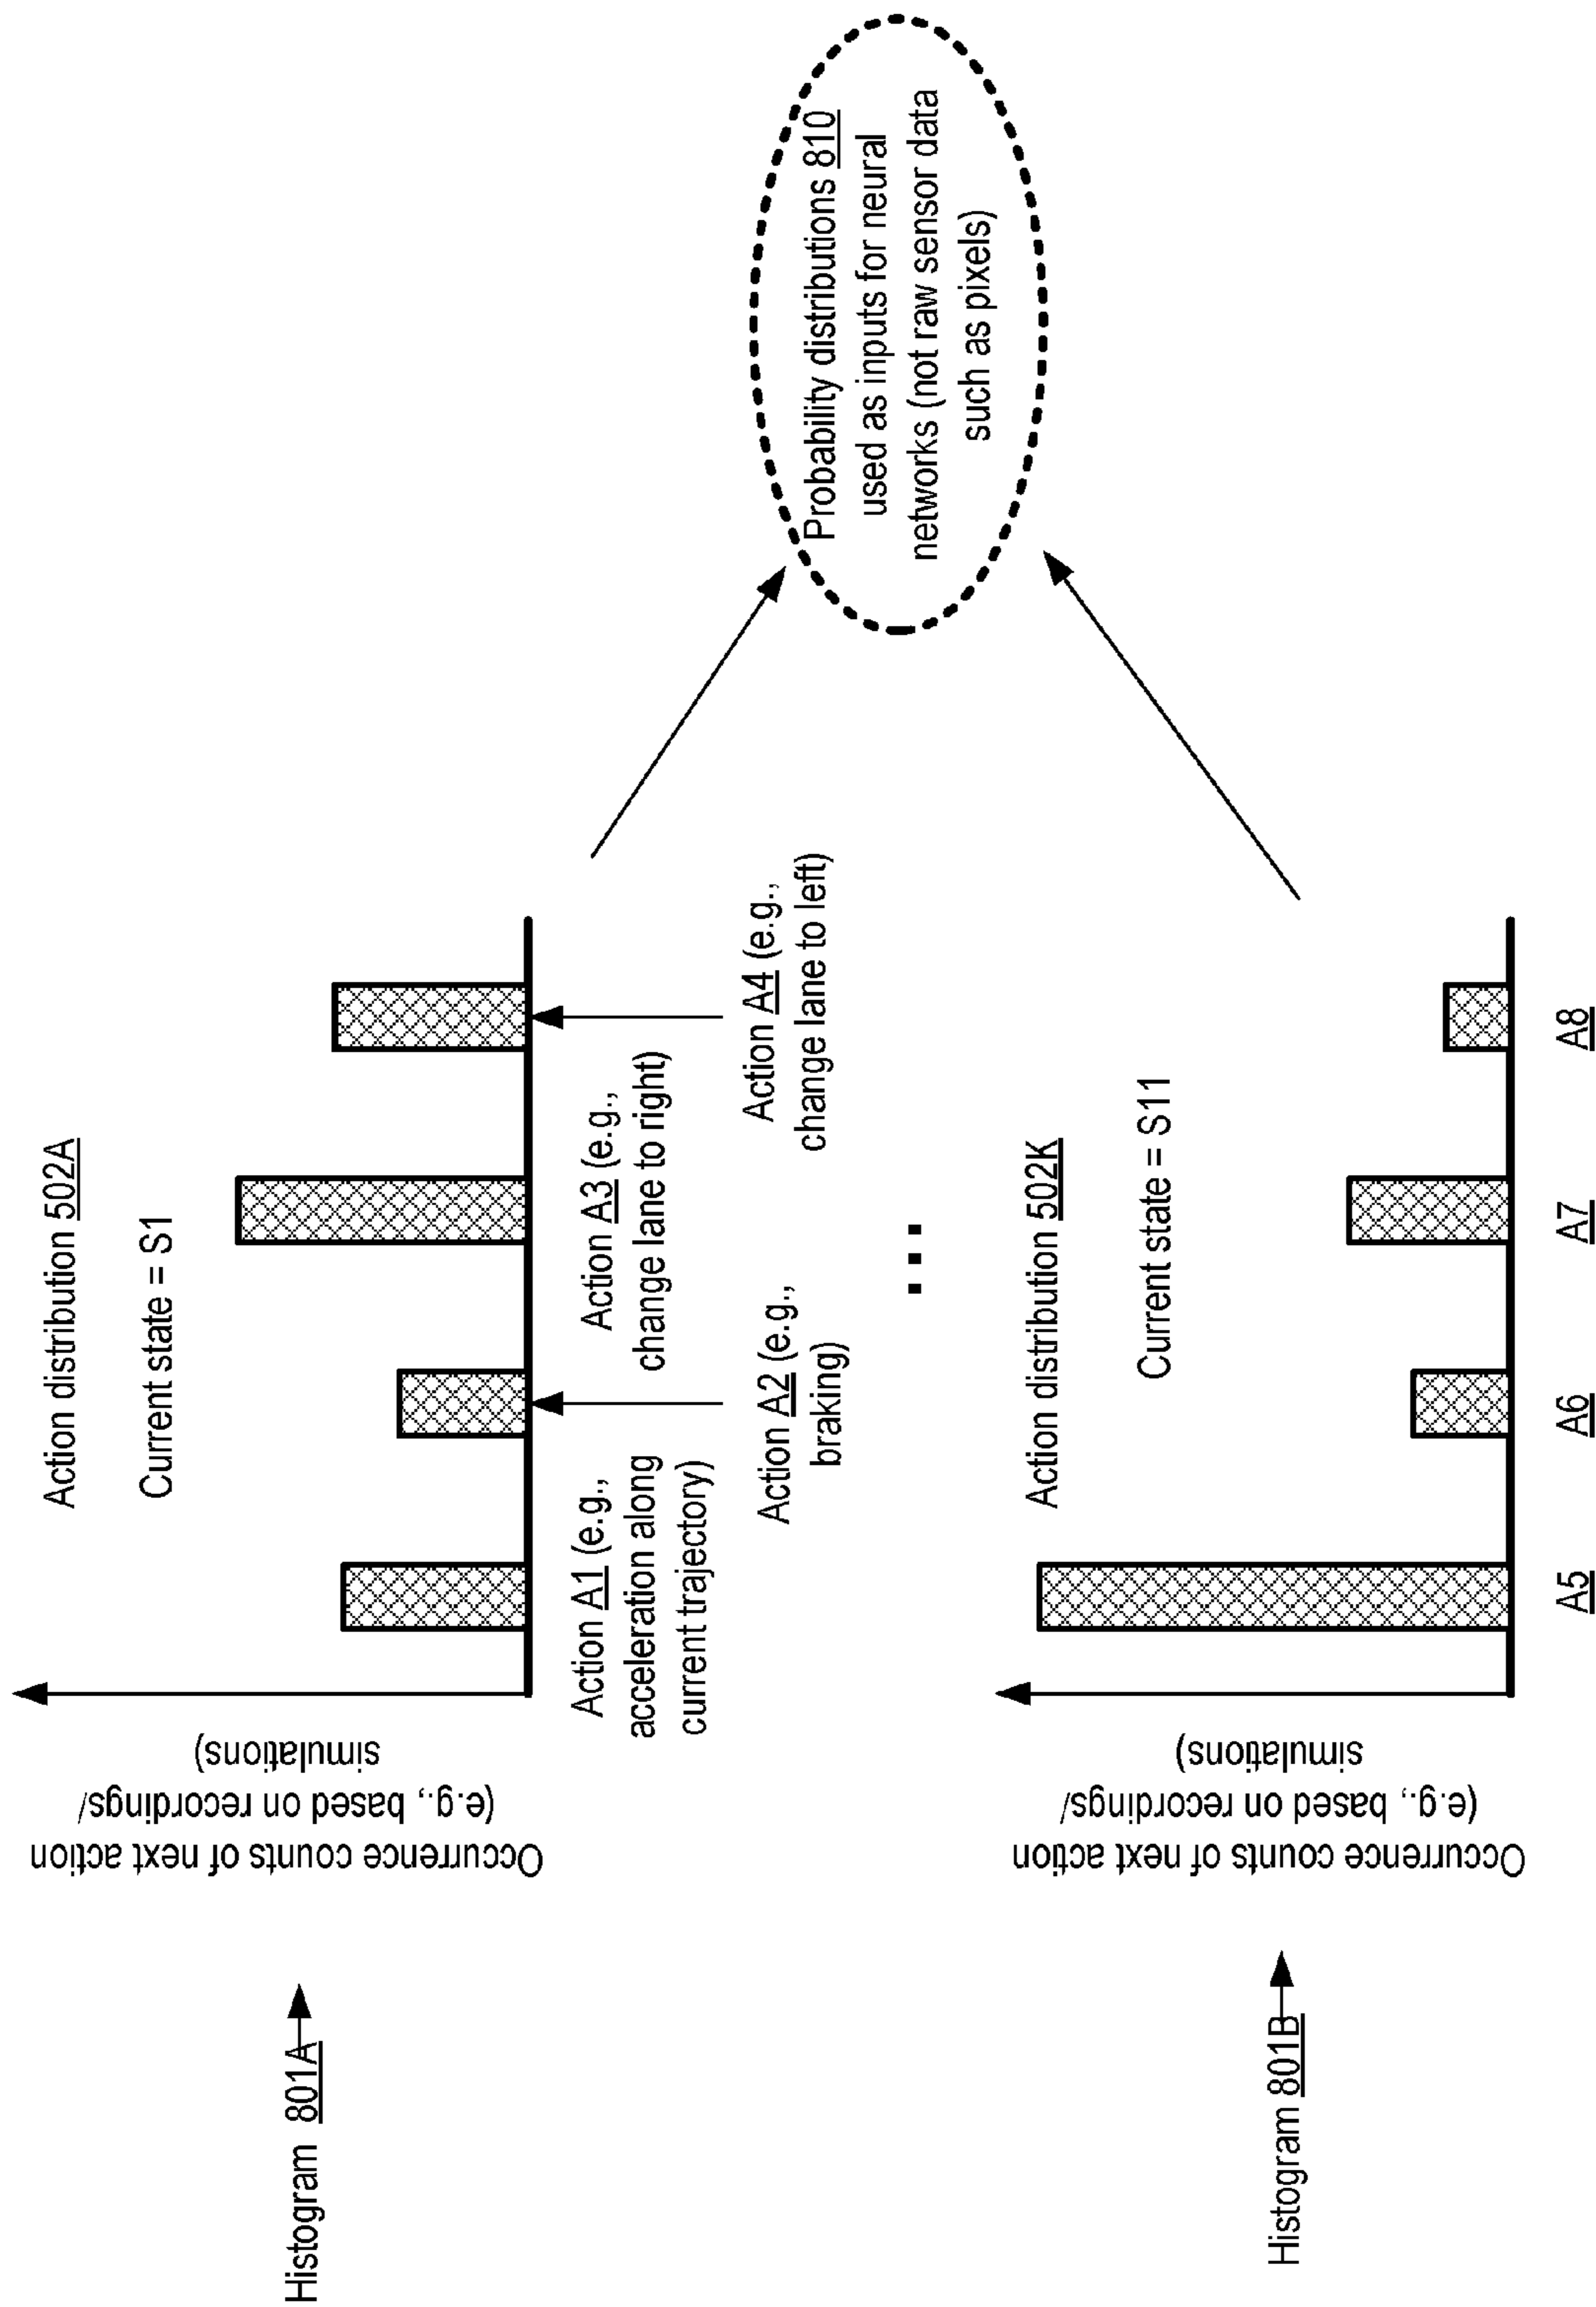 Histogram 801A
Occurrence counts of next action
(e.g., based on recordings/
simulations)
Action distribution 502A
Current state = S1
Action A1 (e.g.,
acceleration along
current trajectory)
Action A2 (e.g.,
braking)
Action A3 (e.g.,
change lane to right)
Action A4 (e.g.,
change lane to left)
...
Probability distributions 810
used as inputs for neural
networks (not raw sensor data
such as pixels)
Histogram 801B
Occurrence counts of next action
(e.g., based on recordings/
simulations)
Action distribution 502K
Current state = S11
A5
A6
A7
A8